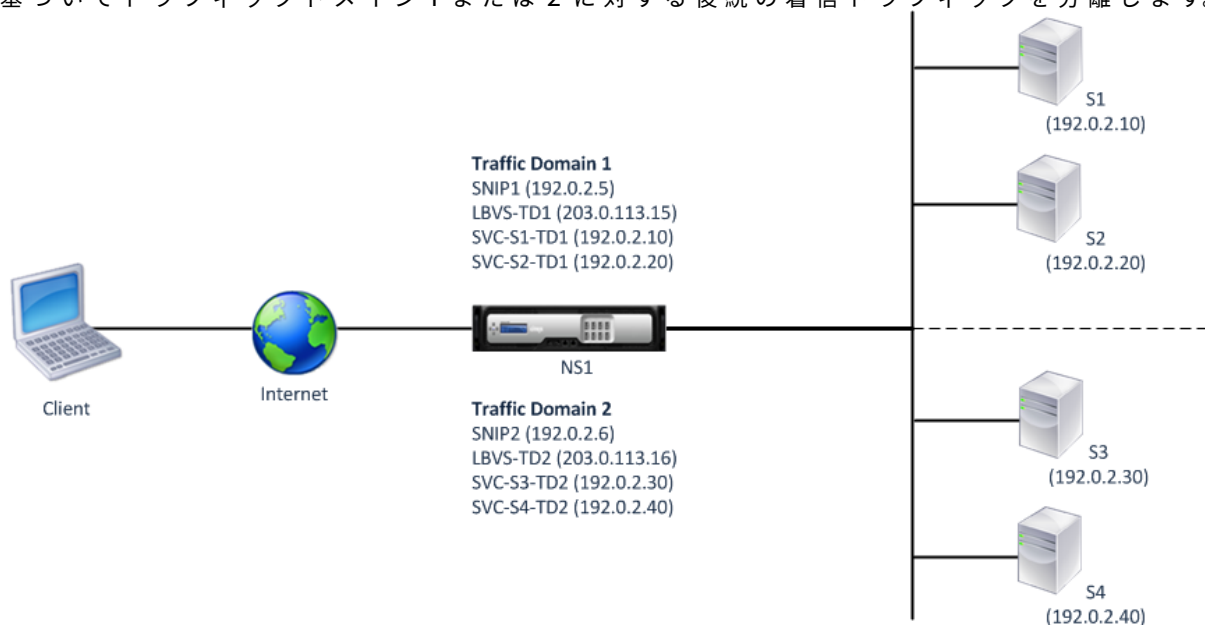 基づいてトラフィックドメイン1または2に対する後続の着信トラフィックを分離します。
S1
(192.0.2.10)
Traffic Domain 1
SNIP1 (192.0.2.5)
LBVS-TD1 (203.0.113.15)
SVC-S1-TD1 (192.0.2.10)
SVC-S2-TD1 (192.0.2.20)
S2
(192.0.2.20)
NS1
Internet
Client
Traffic Domain 2
SNIP2 (192.0.2.6)
LBVS-TD2 (203.0.113.16)
SVC-S3-TD2 (192.0.2.30)
SVC-S4-TD2 (192.0.2.40)
S3
(192.0.2.30)
S4
(192.0.2.40)